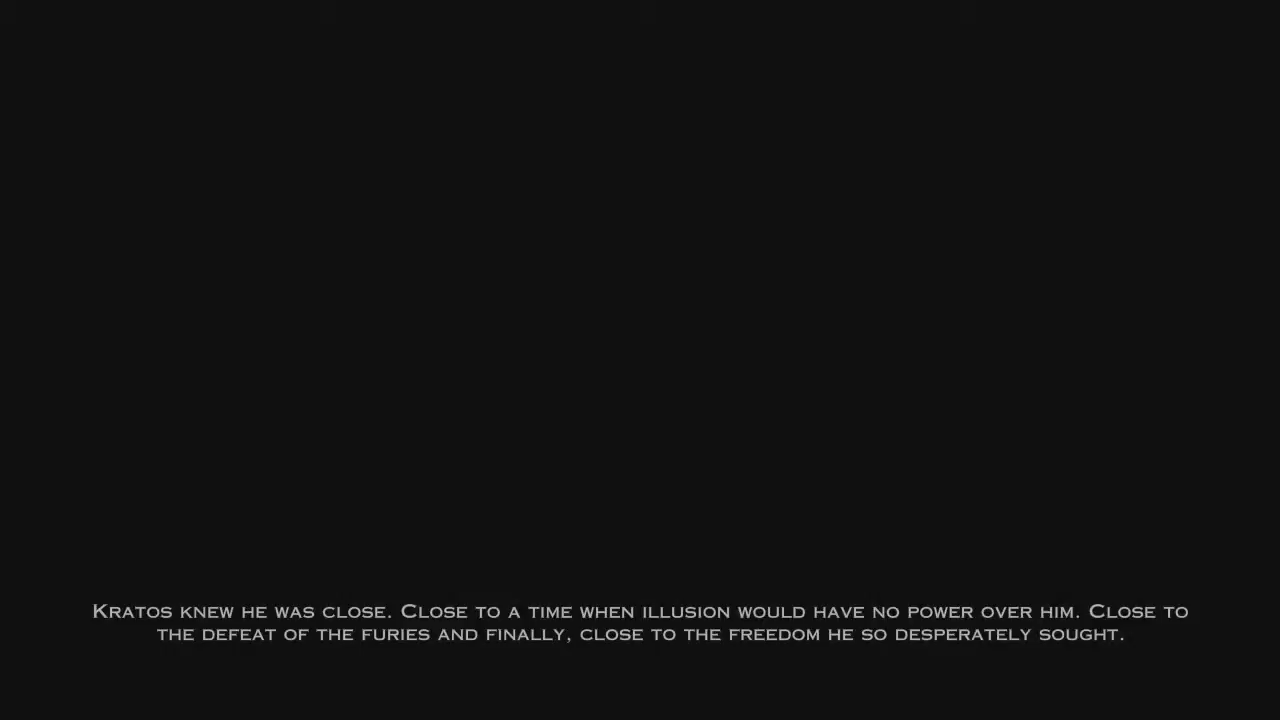 Kratos knew he was close. Close to a time when illusion would have no power over him. Close to
the defeat of the furies and finally, close to the freedom he so desperately sought.